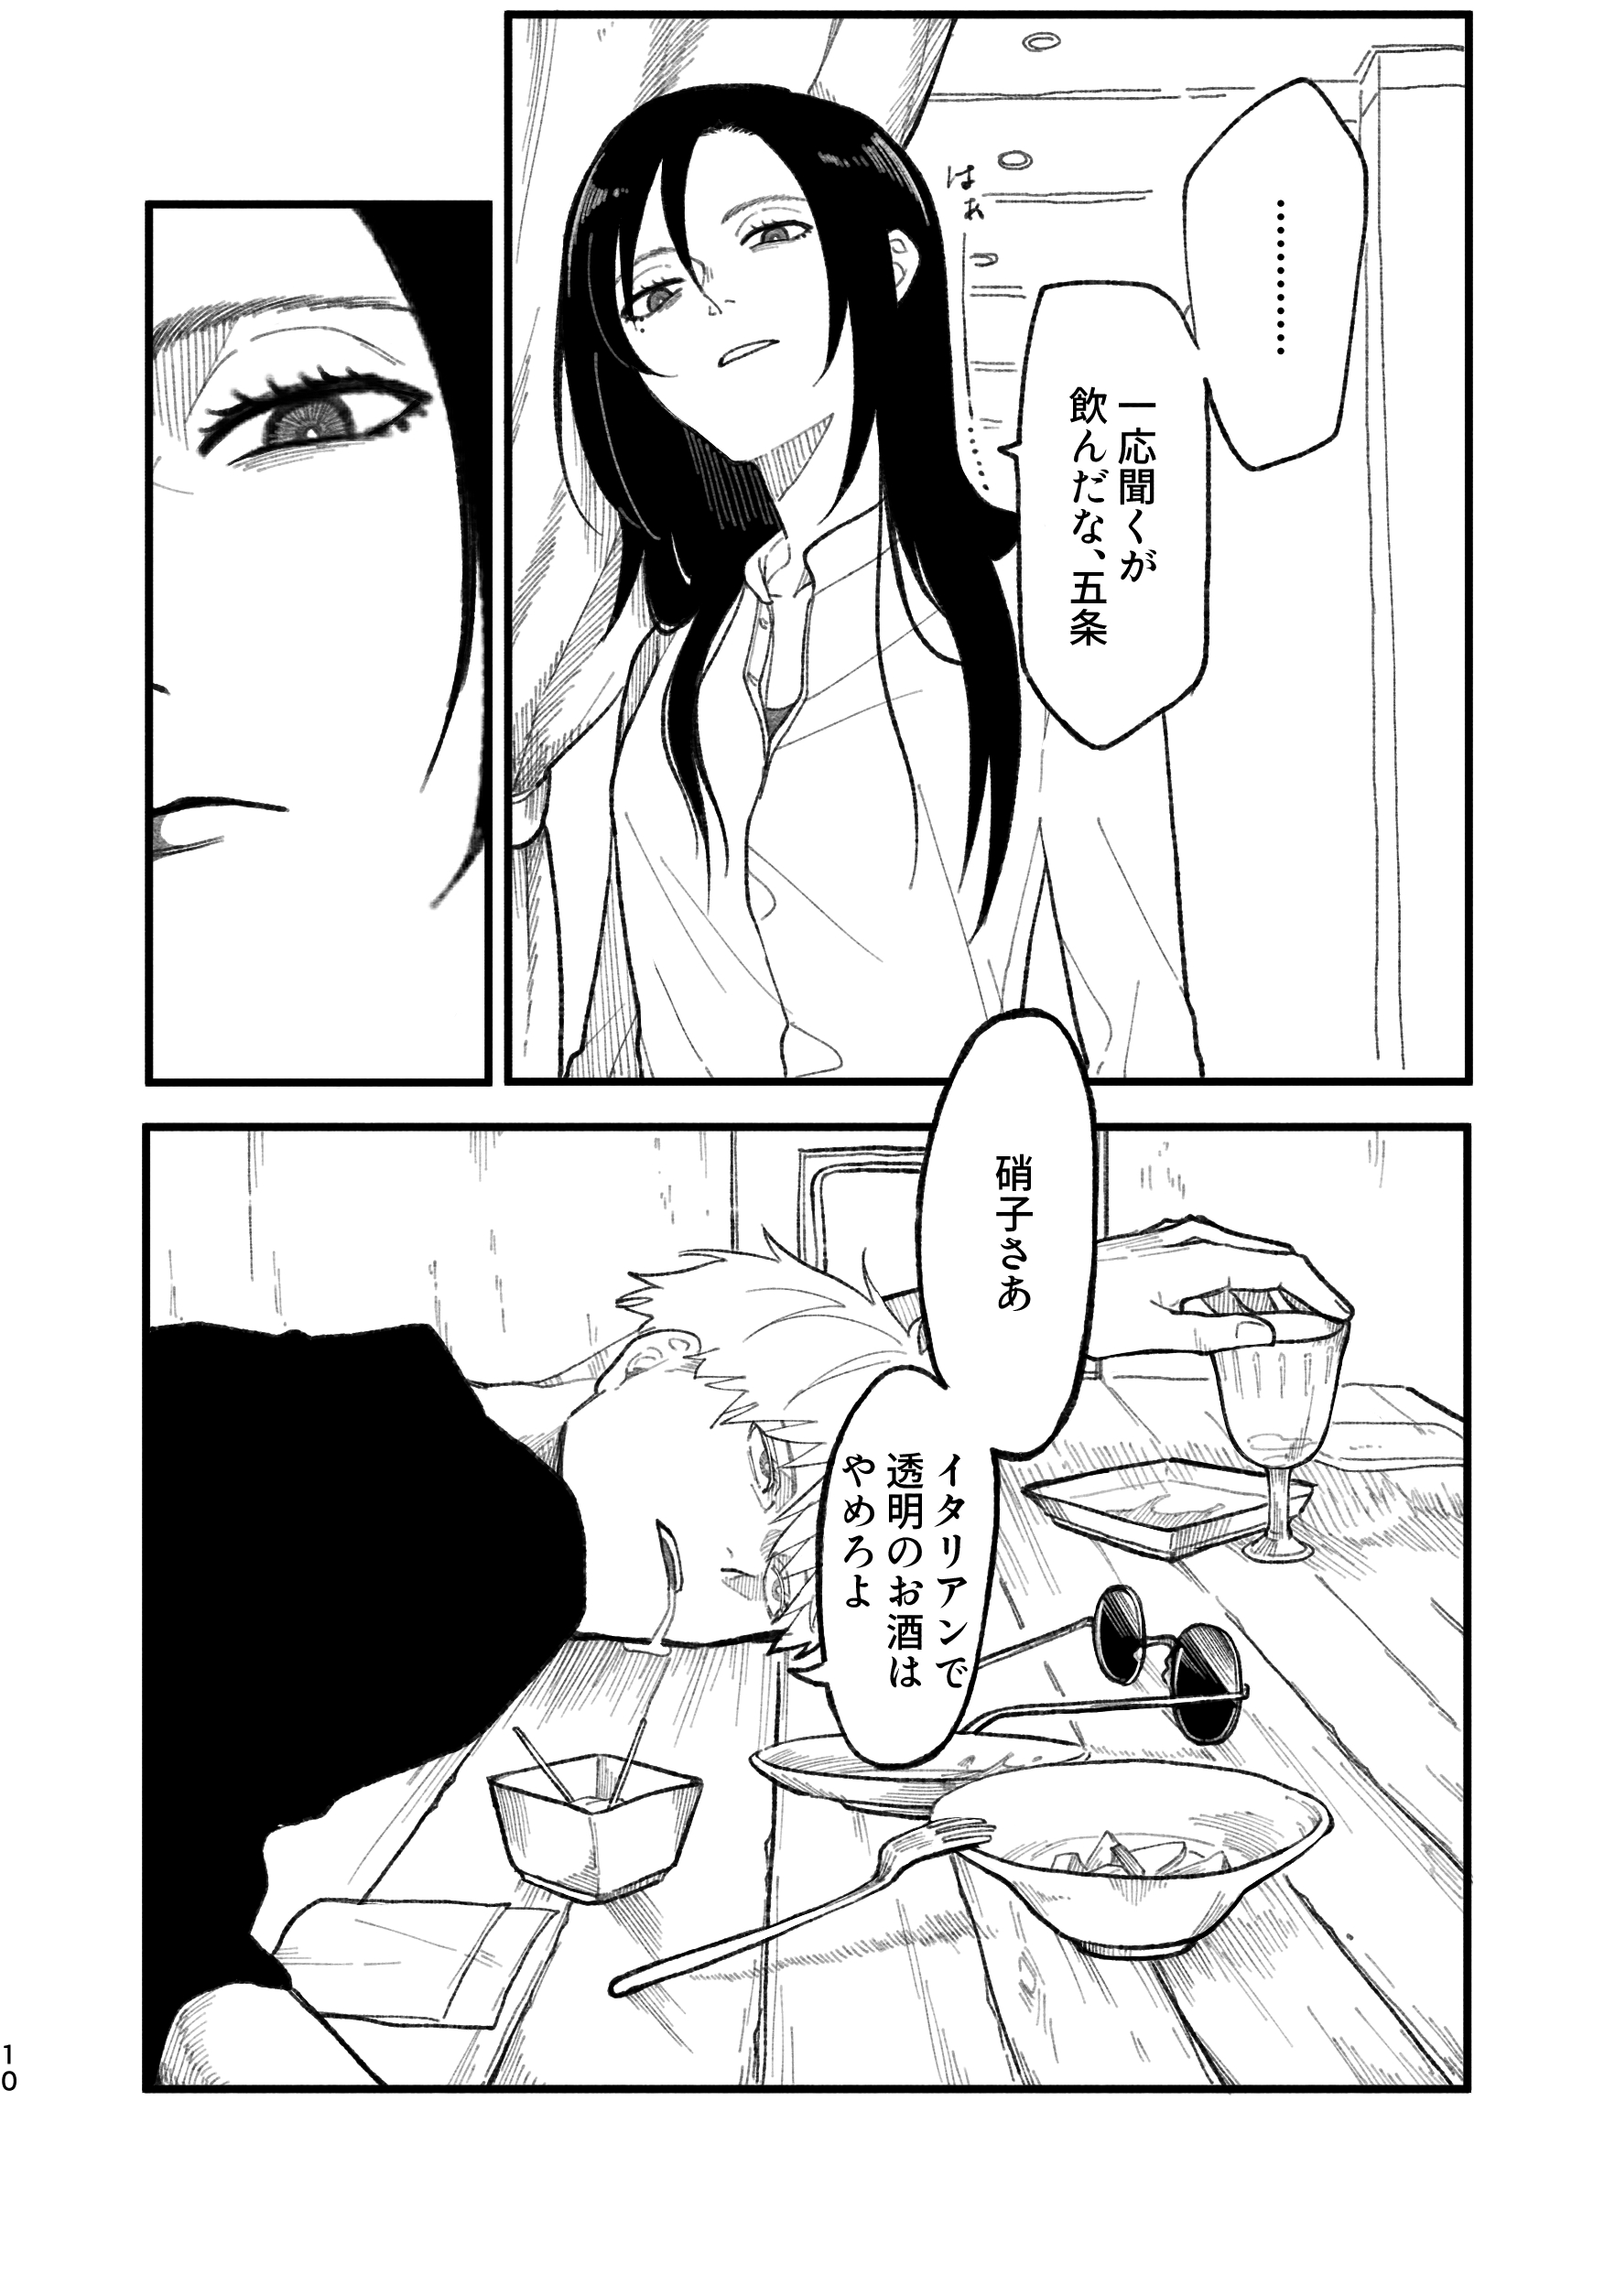 …………
一応聞くが
飲んだな、五条
はぁ……
硝子さあ
イタリアンで
透明のお酒は
やめろよ
10